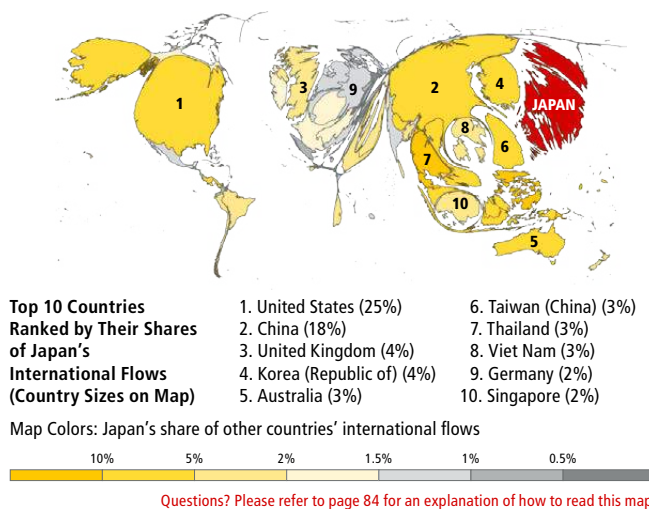 1
2
3
4
5
6
7
8
9
10
JAPAN
Top 10 Countries
Ranked by Their Shares
of Japan's
International Flows
(Country Sizes on Map)
1. United States (25%)
2. China (18%)
3. United Kingdom (4%)
4. Korea (Republic of) (4%)
5. Australia (3%)
6. Taiwan (China) (3%)
7. Thailand (3%)
8. Viet Nam (3%)
9. Germany (2%)
10. Singapore (2%)
Map Colors: Japan's share of other countries' international flows
10% 5% 2% 1.5% 1% 0.5%
Questions? Please refer to page 84 for an explanation of how to read this map